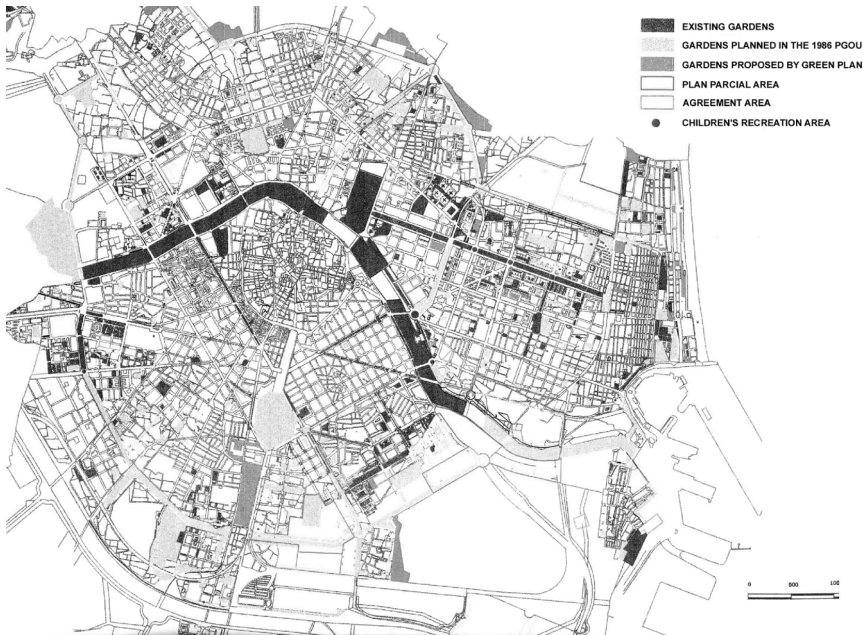 EXISTING GARDENS
GARDENS PLANNED IN THE 1986 PGOU
GARDENS PROPOSED BY GREEN PLAN
PLAN PARCIAL AREA
AGREEMENT AREA
CHILDREN'S RECREATION AREA
0 500 100